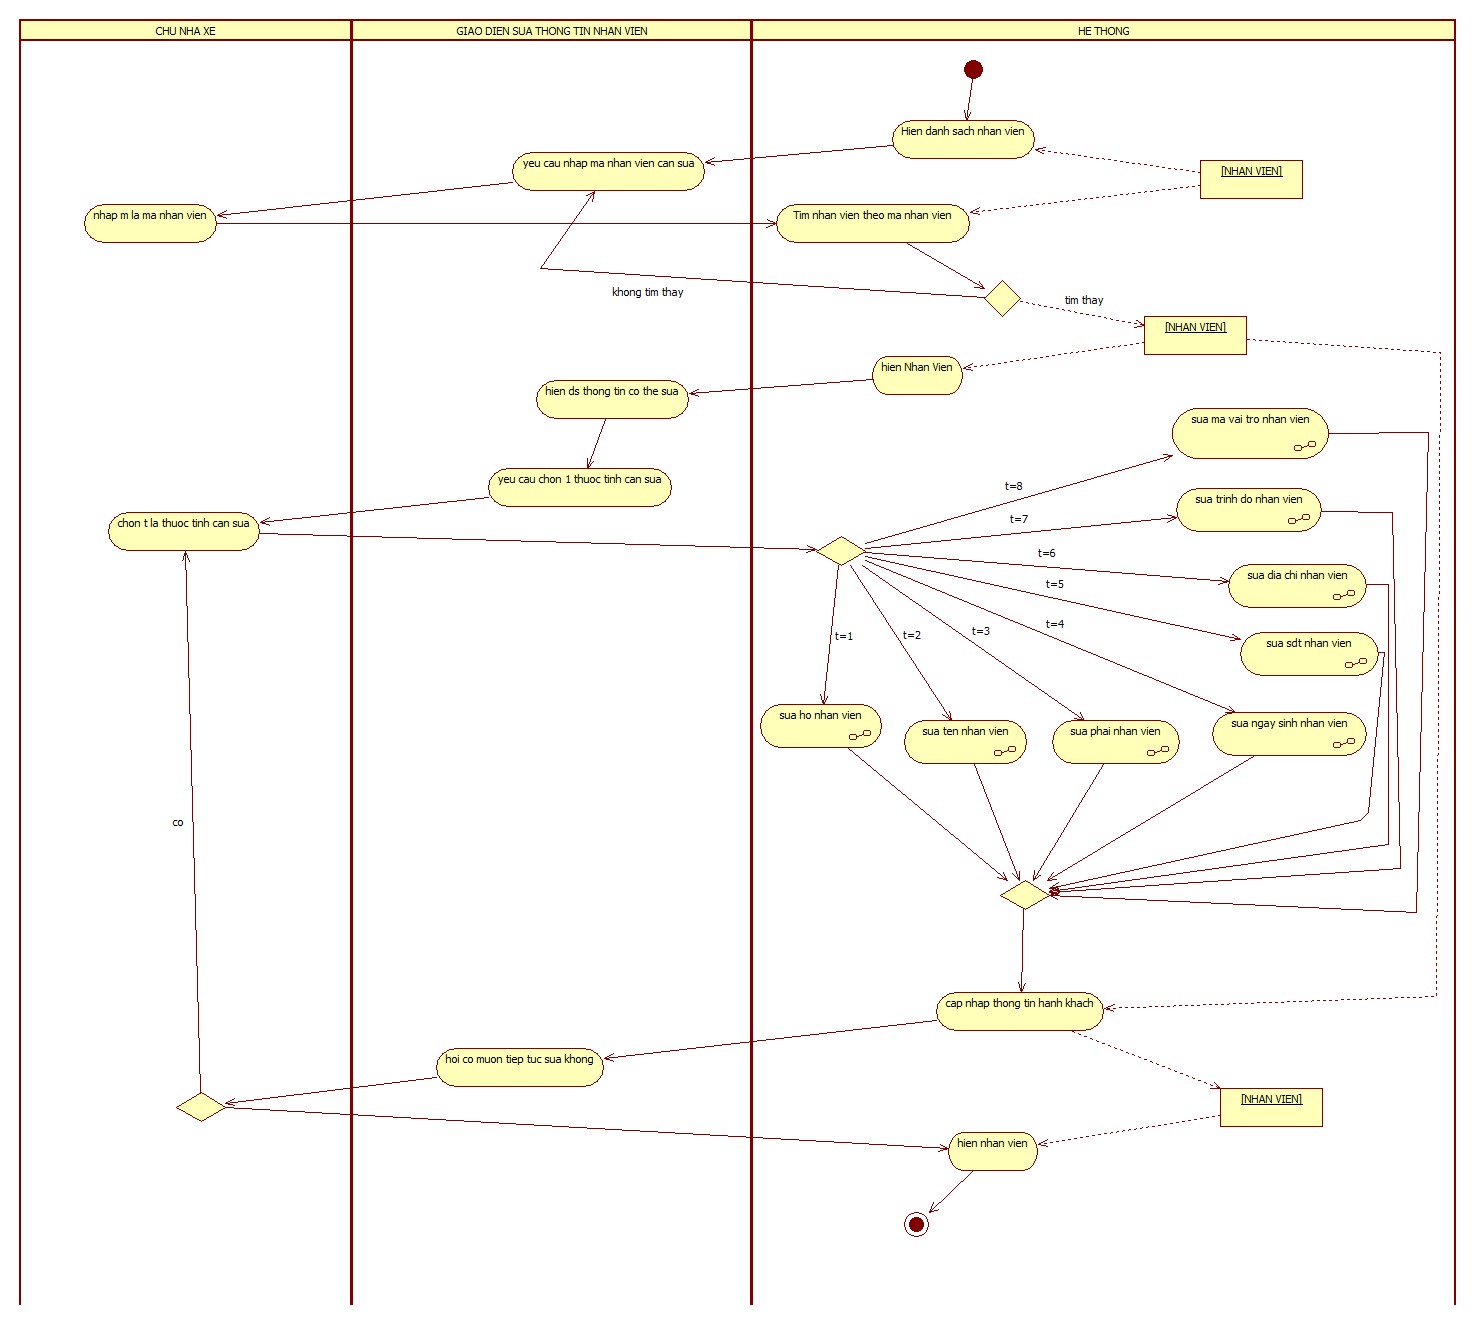 CHU NHA XE
GIAO DIEN SUA THONG TIN NHAN VIEN
HE THONG
Hien danh sach nhan vien
yeu cau nhap ma nhan vien can sua
[NHAN VIEN]
nhap m la ma nhan vien
Tim nhan vien theo ma nhan vien
khong tim thay
tim thay
[NHAN VIEN]
hien Nhan Vien
hien ds thong tin co the sua
sua ma vai tro nhan vien
yeu cau chon 1 thuoc tinh can sua
t=8
sua trinh do nhan vien
chon t la thuoc tinh can sua
t=7
t=6
sua dia chi nhan vien
t=5
t=4
t=3
t=2
t=1
sua sdt nhan vien
sua ho nhan vien
sua ten nhan vien
sua phai nhan vien
sua ngay sinh nhan vien
co
cap nhap thong tin hanh khach
hoi co muon tiep tuc sua khong
[NHAN VIEN]
hien nhan vien